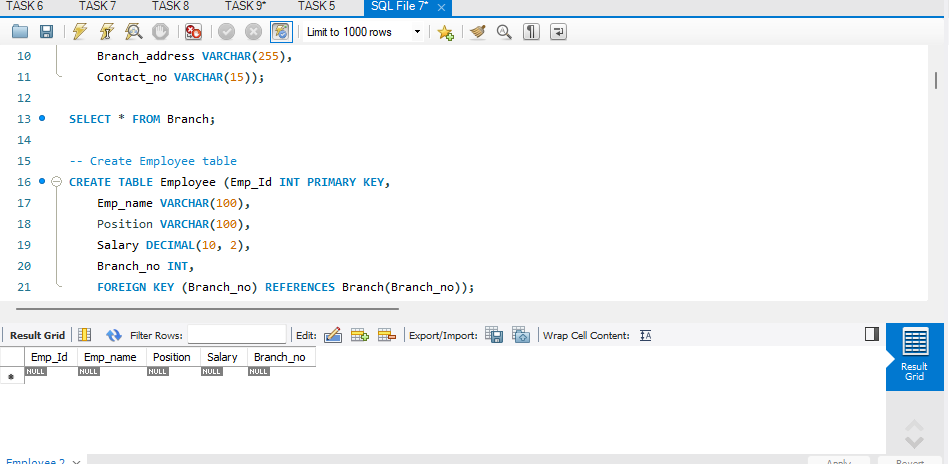 TASK 6 TASK 7 TASK 8 TASK 9* TASK 5 SQL File 7* ×
Limit to 1000 rows
10 Branch_address VARCHAR(255),
11 Contact_no VARCHAR(15));
12
13 SELECT * FROM Branch;
14
15 -- Create Employee table
16 CREATE TABLE Employee (Emp_Id INT PRIMARY KEY,
17 Emp_name VARCHAR(100),
18 Position VARCHAR(100),
19 Salary DECIMAL(10, 2),
20 Branch_no INT,
21 FOREIGN KEY (Branch_no) REFERENCES Branch(Branch_no));
Result Grid Filter Rows: Edit: Export/Import: Wrap Cell Content: IA
Emp_Id Emp_name Position Salary Branch_no
* NULL NULL NULL NULL NULL
Result
Grid
Employee 2 Apply Revert